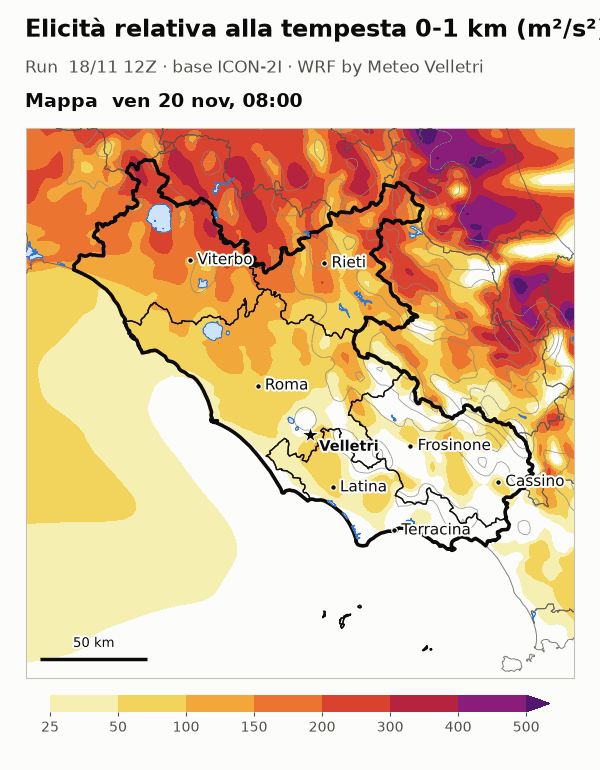 Elicità relativa alla tempesta 0-1 km (m²/s²)
Run 18/11 12Z · base ICON-2I · WRF by Meteo Velletri
Mappa ven 20 nov, 08:00
Viterbo
Rieti
Roma
Velletri
Frosinone
Latina
Cassino
Terracina
50 km
25 50 100 150 200 300 400 500